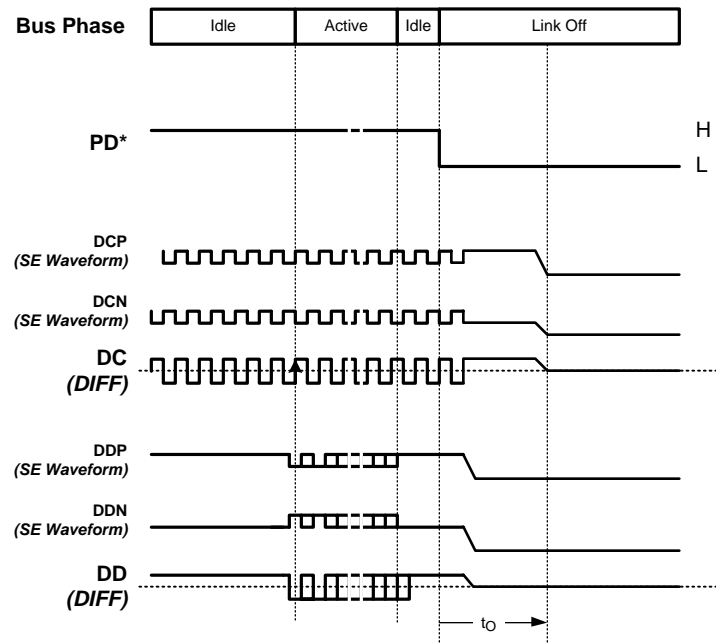 Bus Phase Idle Active Idle Link Off
PD* H
L
DCP
(SE Waveform)
DCN
(SE Waveform)
DC
(DIFF)
DDP
(SE Waveform)
DDN
(SE Waveform)
DD
(DIFF)
tO